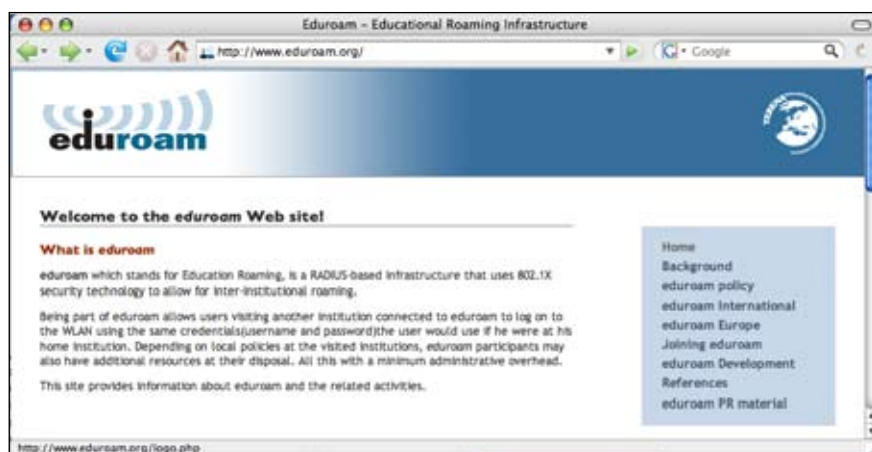 Eduroam – Educational Roaming Infrastructure
http://www.eduroam.org/
Google
eduroam
TERENA
Welcome to the eduroam Web site!
What is eduroam
eduroam which stands for Education Roaming, is a RADIUS-based infrastructure that uses 802.1X
security technology to allow for inter-institutional roaming.
Being part of eduroam allows users visiting another institution connected to eduroam to log on to
the WLAN using the same credentials(username and password)the user would use if he were at his
home institution. Depending on local policies at the visited institutions, eduroam participants may
also have additional resources at their disposal. All this with a minimum administrative overhead.
This site provides information about eduroam and the related activities.
Home
Background
eduroam policy
eduroam International
eduroam Europe
Joining eduroam
eduroam Development
References
eduroam PR material
http://www.eduroam.org/logo.php